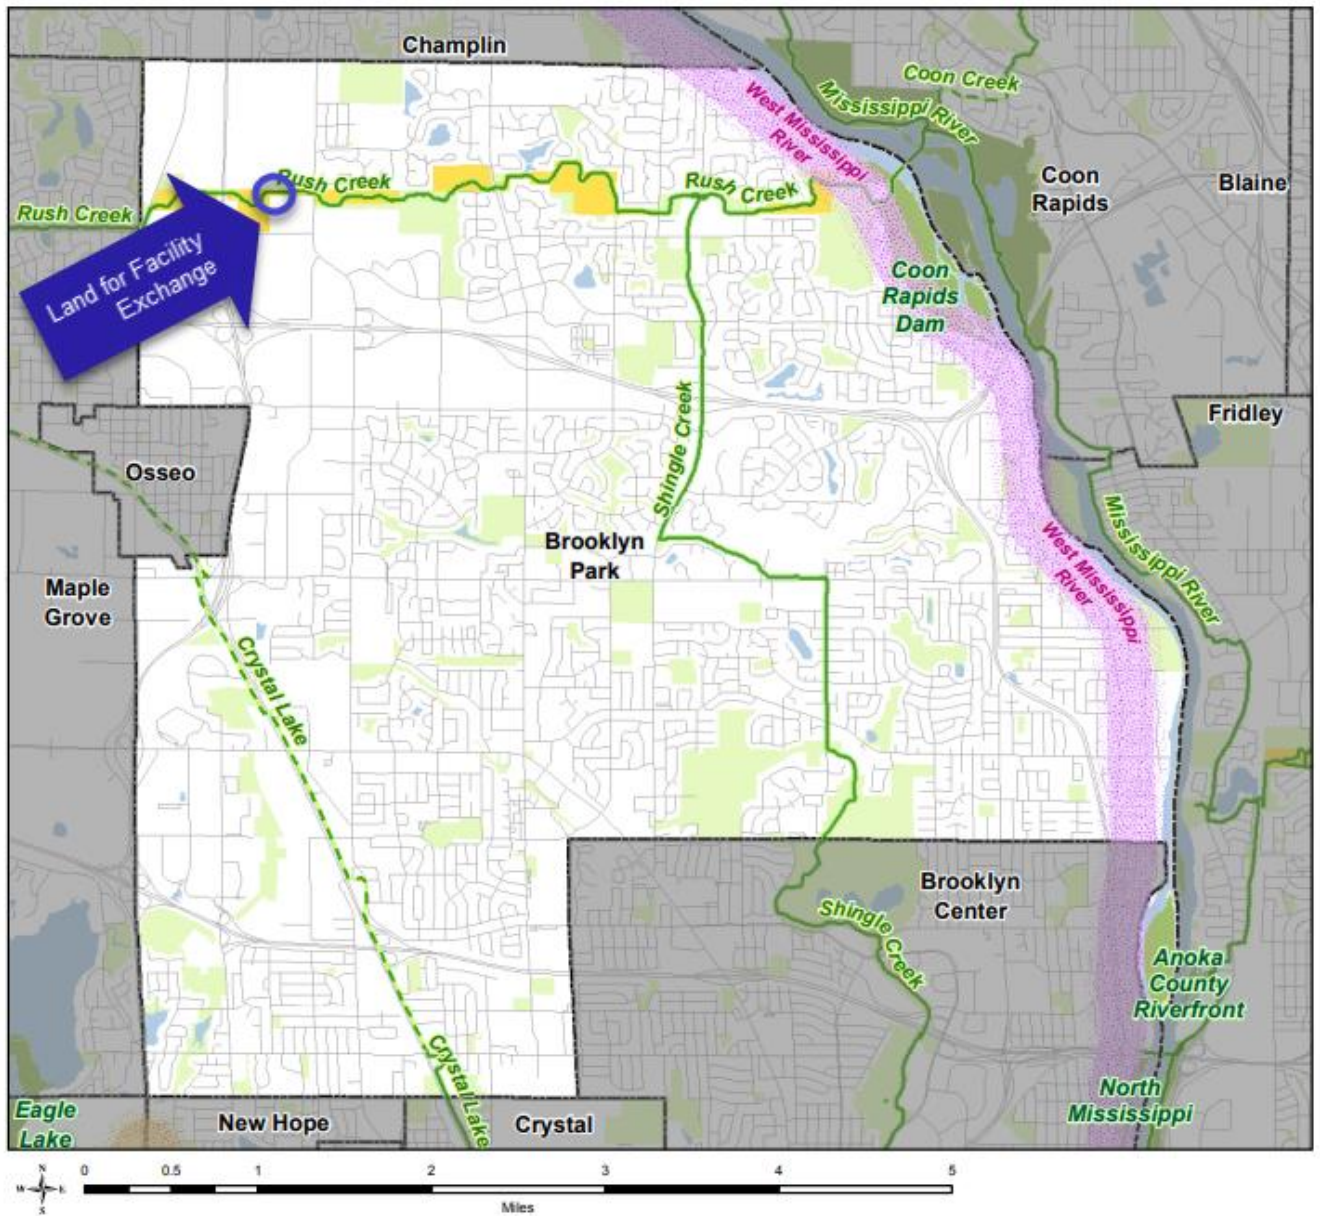 Champlin
Coon Creek
Mississippi River
West Mississippi
River
Coon
Rapids
Blaine
Rush Creek
Rush Creek
Rush Creek
Land for Facility
Exchange
Coon
Rapids
Dam
Shingle Creek
Fridley
Osseo
Brooklyn
Park
Mississippi River
West Mississippi
River
Maple
Grove
Crystal Lake
Brooklyn
Center
Shingle Creek
Anoka
County
Riverfront
Crystal Lake
North
Mississippi
Eagle
Lake
New Hope
Crystal
N
W E
S
0 0.5 1 2 3 4 5
Miles